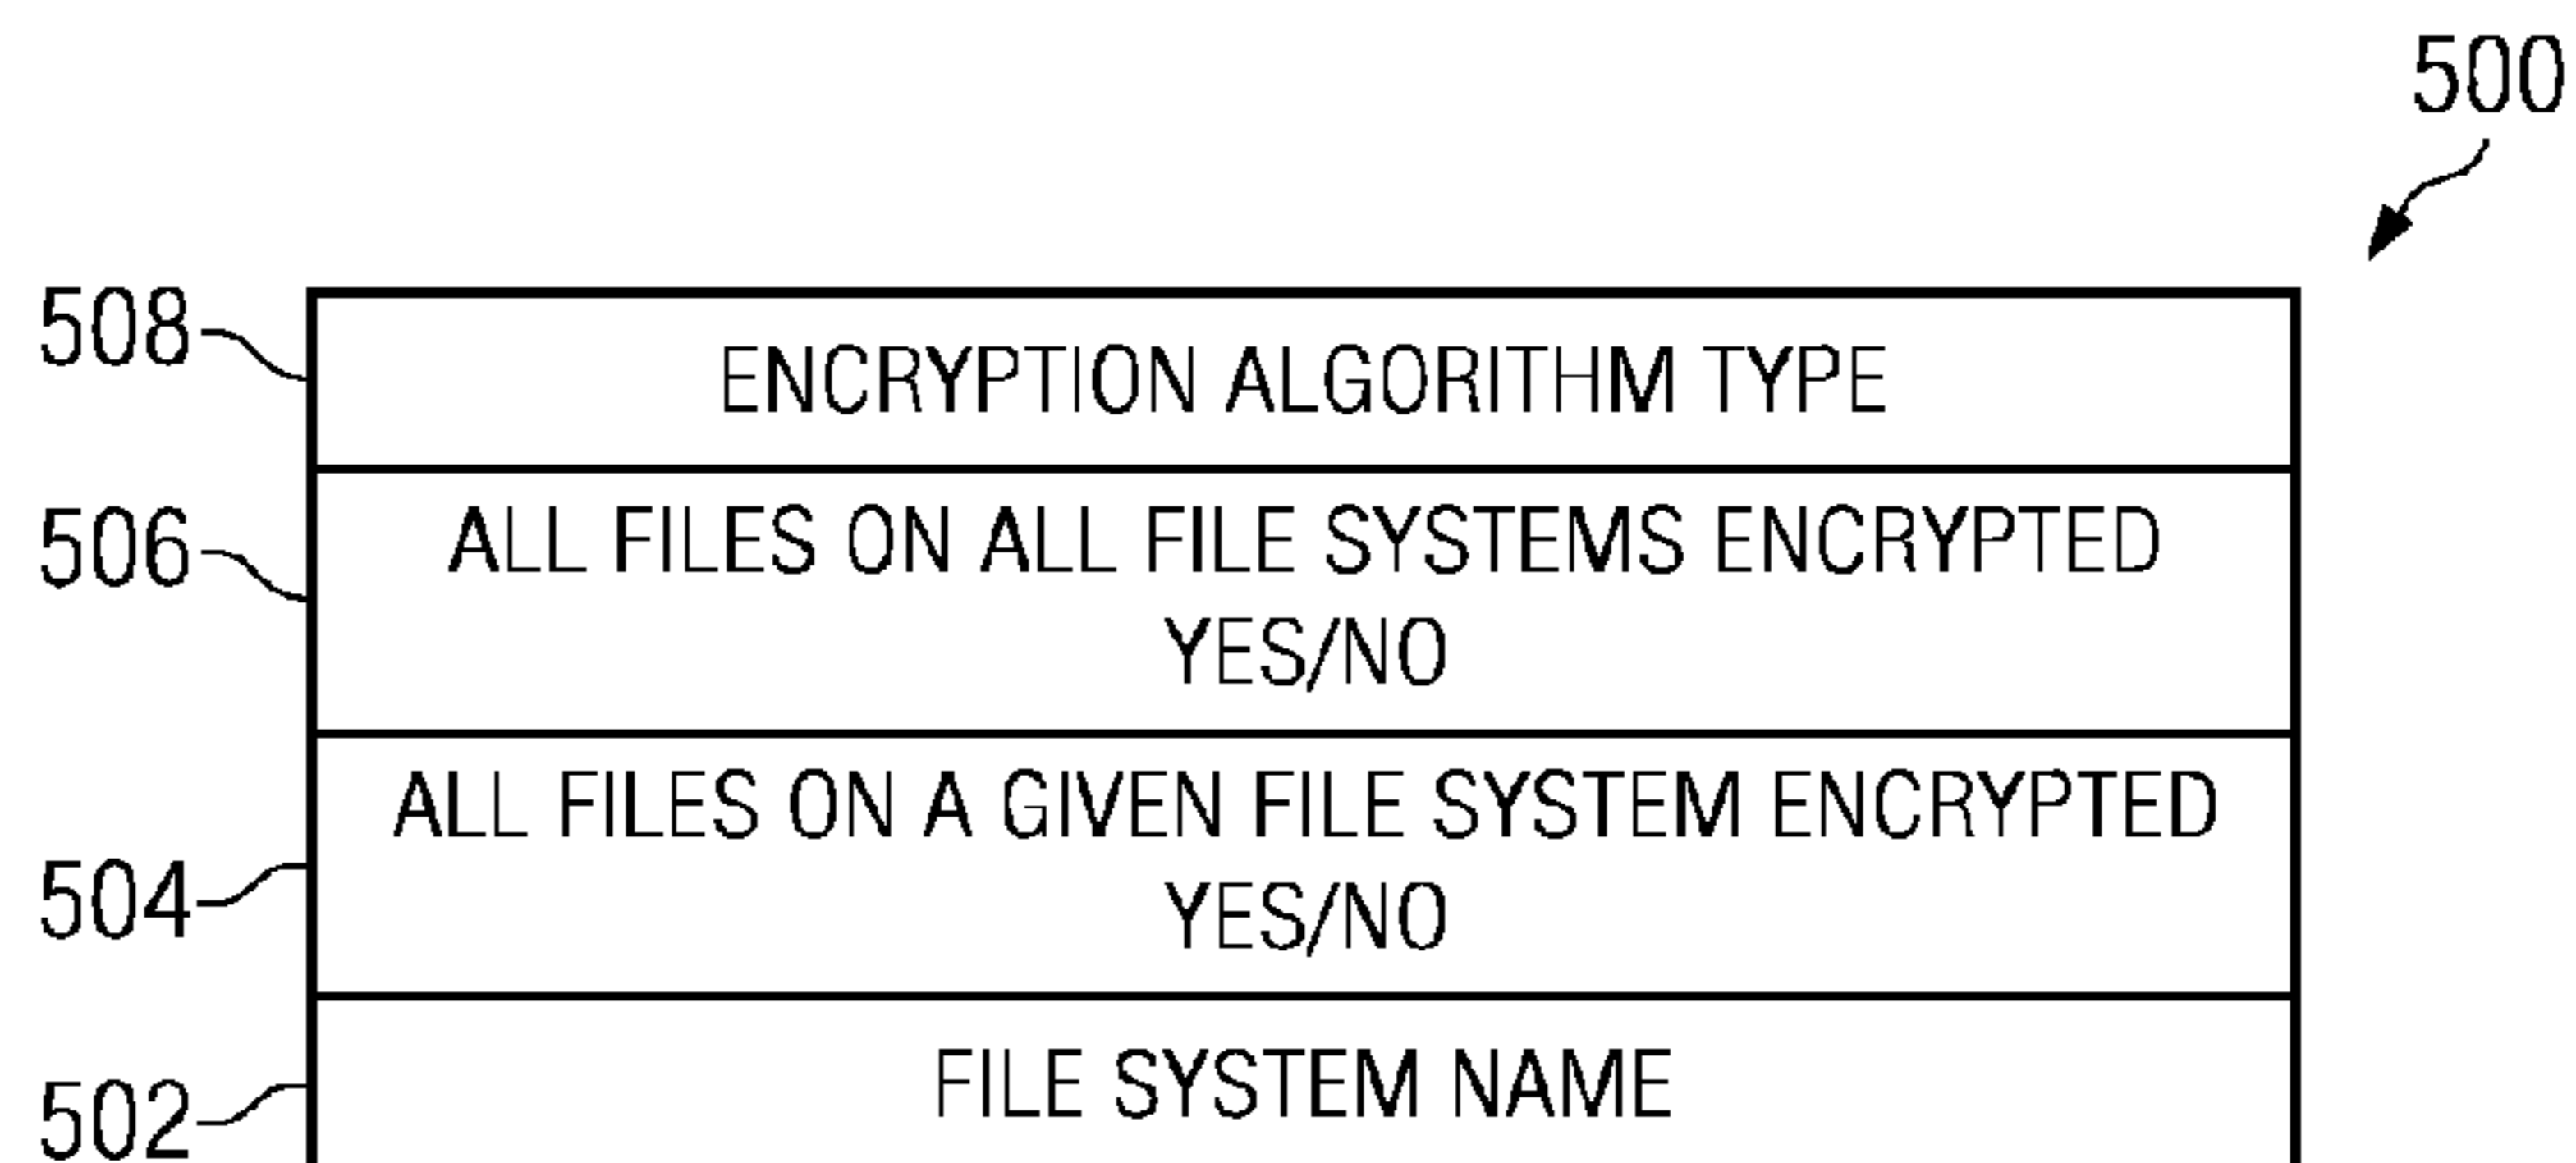 500
508
ENCRYPTION ALGORITHM TYPE
506
ALL FILES ON ALL FILE SYSTEMS ENCRYPTED
YES/NO
504
ALL FILES ON A GIVEN FILE SYSTEM ENCRYPTED
YES/NO
502
FILE SYSTEM NAME